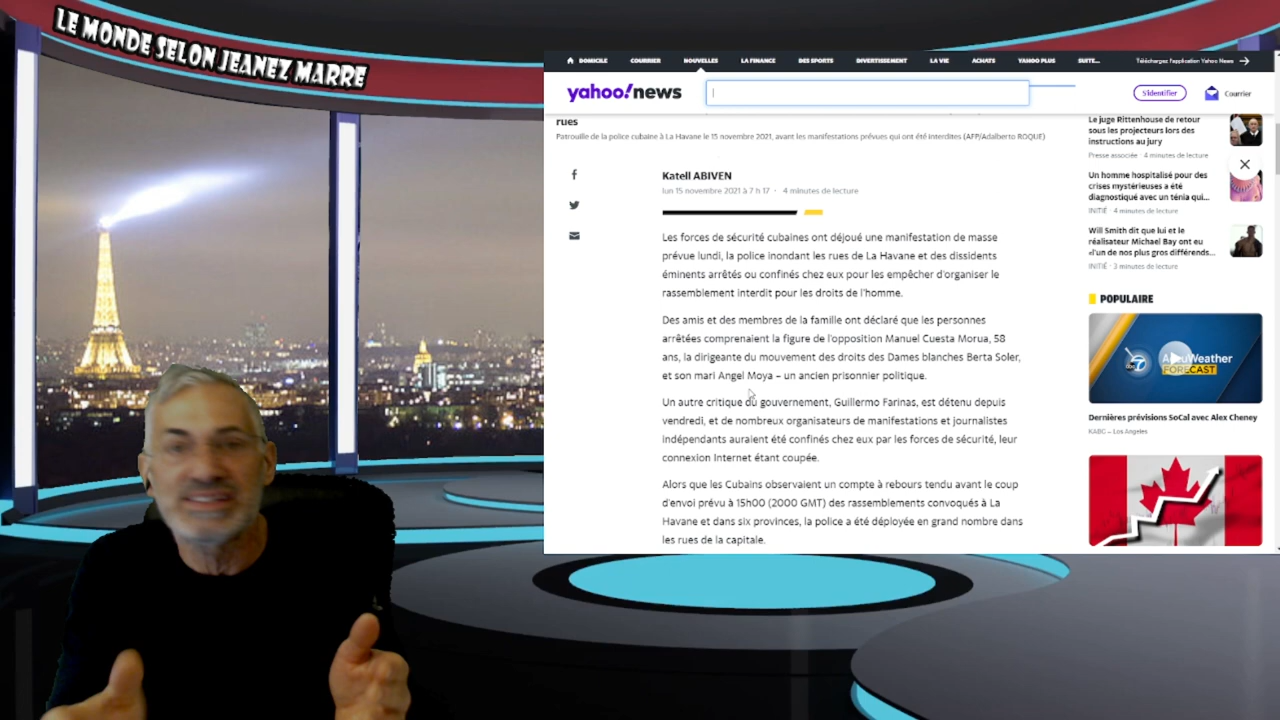 LE MONDE SELON JEANEZ MARRE
DOMICILE COURRIER NOUVELLES LA FINANCE DES SPORTS DIVERTISSEMENT LA VIE ACHATS YAHOO PLUS SUITE... Téléchargez l'application Yahoo News
yahoo!news
S'identifier
Courrier
rues
Patrouille de la police cubaine à La Havane le 15 novembre 2021, avant les manifestations prévues qui ont été interdites (AFP/Adalberto ROQUE)
Katell ABIVEN
lun 15 novembre 2021 à 7 h 17 · 4 minutes de lecture
Les forces de sécurité cubaines ont déjoué une manifestation de masse
prévue lundi, la police inondant les rues de La Havane et des dissidents
éminents arrêtés ou confinés chez eux pour les empêcher d'organiser le
rassemblement interdit pour les droits de l'homme.
Des amis et des membres de la famille ont déclaré que les personnes
arrêtées comprenaient la figure de l'opposition Manuel Cuesta Morua, 58
ans, la dirigeante du mouvement des droits des Dames blanches Berta Soler,
et son mari Angel Moya – un ancien prisonnier politique.
Un autre critique du gouvernement, Guillermo Farinas, est détenu depuis
vendredi, et de nombreux organisateurs de manifestations et journalistes
indépendants auraient été confinés chez eux par les forces de sécurité, leur
connexion Internet étant coupée.
Alors que les Cubains observaient un compte à rebours tendu avant le coup
d'envoi prévu à 15h00 (2000 GMT) des rassemblements convoqués à La
Havane et dans six provinces, la police a été déployée en grand nombre dans
les rues de la capitale.
Le juge Rittenhouse de retour
sous les projecteurs lors des
instructions au jury
Presse associée · 4 minutes de lecture
Un homme hospitalisé pour des
crises mystérieuses a été
diagnostiqué avec un ténia qui...
INITIÉ · 4 minutes de lecture
Will Smith dit que lui et le
réalisateur Michael Bay ont eu
«l'un de nos plus gros différends...
INITIÉ · 3 minutes de lecture
POPULAIRE
AccuWeather
FORECAST
Dernières prévisions SoCal avec Alex Cheney
KABC – Los Angeles